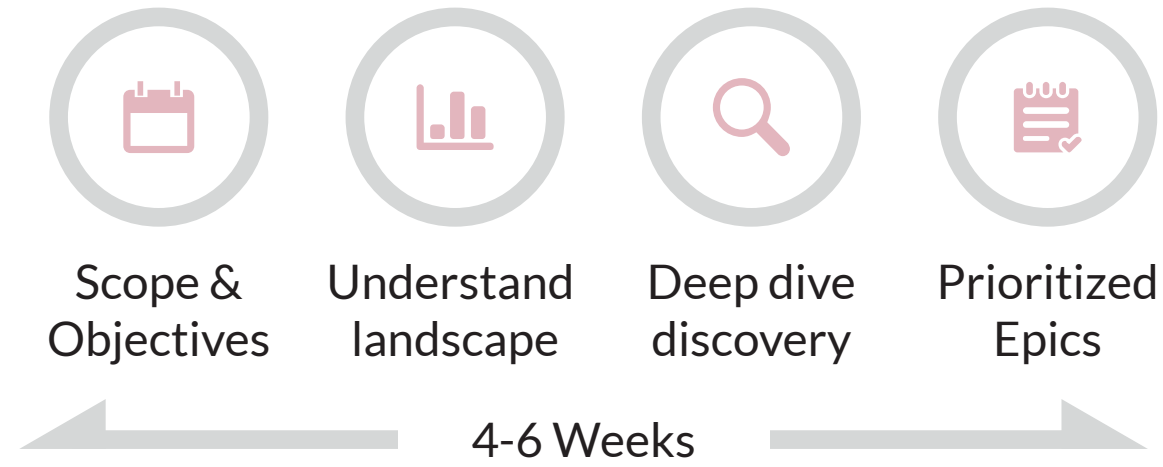 Scope &
Objectives
Understand
landscape
Deep dive
discovery
Prioritized
Epics
4-6 Weeks